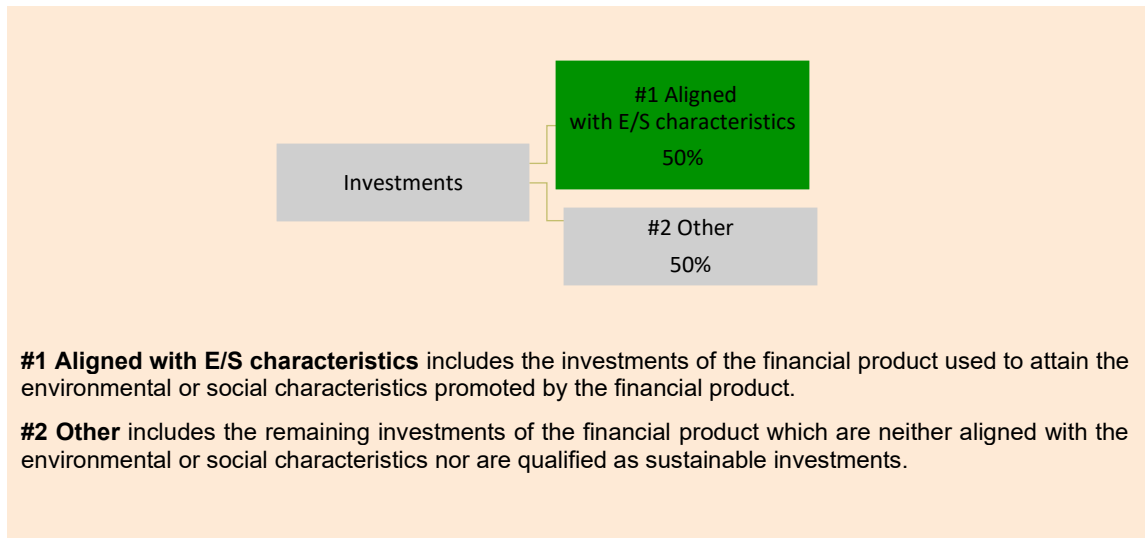 #1 Aligned
with E/S characteristics
50%
Investments
#2 Other
50%
#1 Aligned with E/S characteristics includes the investments of the financial product used to attain the
environmental or social characteristics promoted by the financial product.
#2 Other includes the remaining investments of the financial product which are neither aligned with the
environmental or social characteristics nor are qualified as sustainable investments.